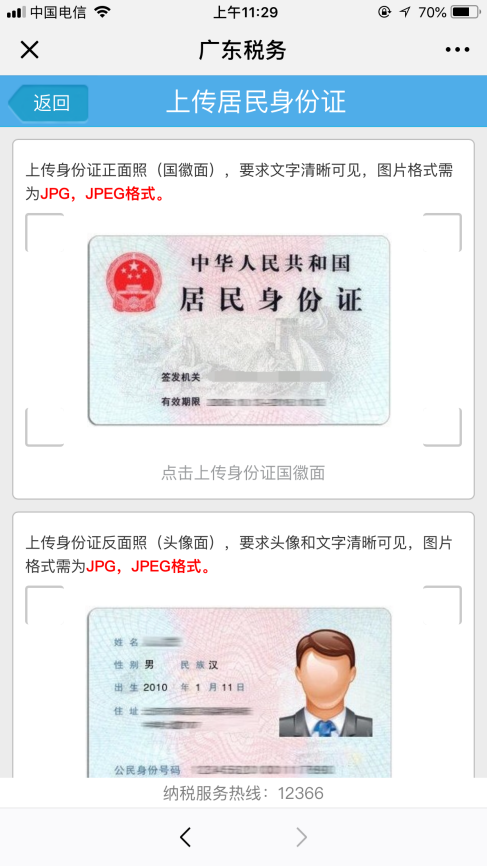 中国电信 上午11:29 70%
广东税务
返回 上传居民身份证
上传身份证正面照（国徽面），要求文字清晰可见，图片格式需
为JPG，JPEG格式。
中华人民共和国
居民身份证
签发机关
有效期限
点击上传身份证国徽面
上传身份证反面照（头像面），要求头像和文字清晰可见，图片
格式需为JPG，JPEG格式。
姓名
性别 男 民族 汉
出生 2010 年 1 月 11 日
住址
公民身份号码
纳税服务热线：12366